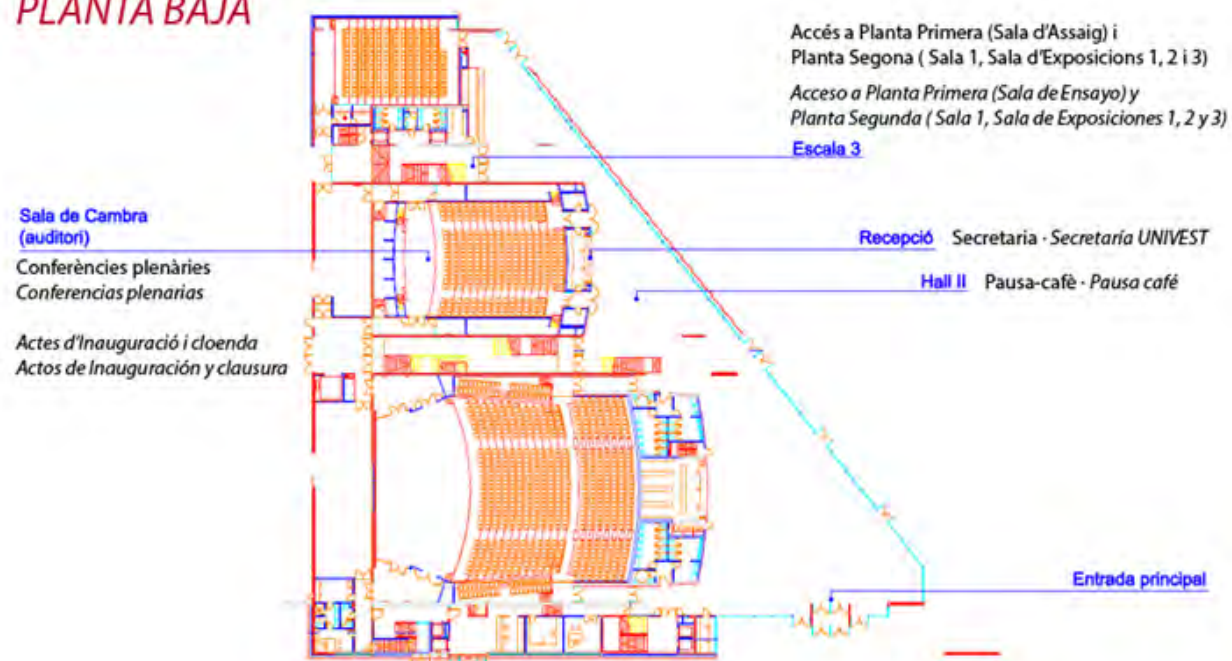 PLANTA BAJA
Accés a Planta Primera (Sala d'Assaig) i
Planta Segona ( Sala 1, Sala d'Exposicions 1, 2 i 3)
Acceso a Planta Primera (Sala de Ensayo) y
Planta Segunda ( Sala 1, Sala de Exposiciones 1, 2 y 3)
Escala 3
Sala de Cambra
(auditori)
Conferències plenàries
Conferencias plenarias
Actes d'Inauguració i cloenda
Actos de Inauguración y clausura
Recepció Secretaria · Secretaría UNIVEST
Hall II Pausa-cafè · Pausa café
Entrada principal